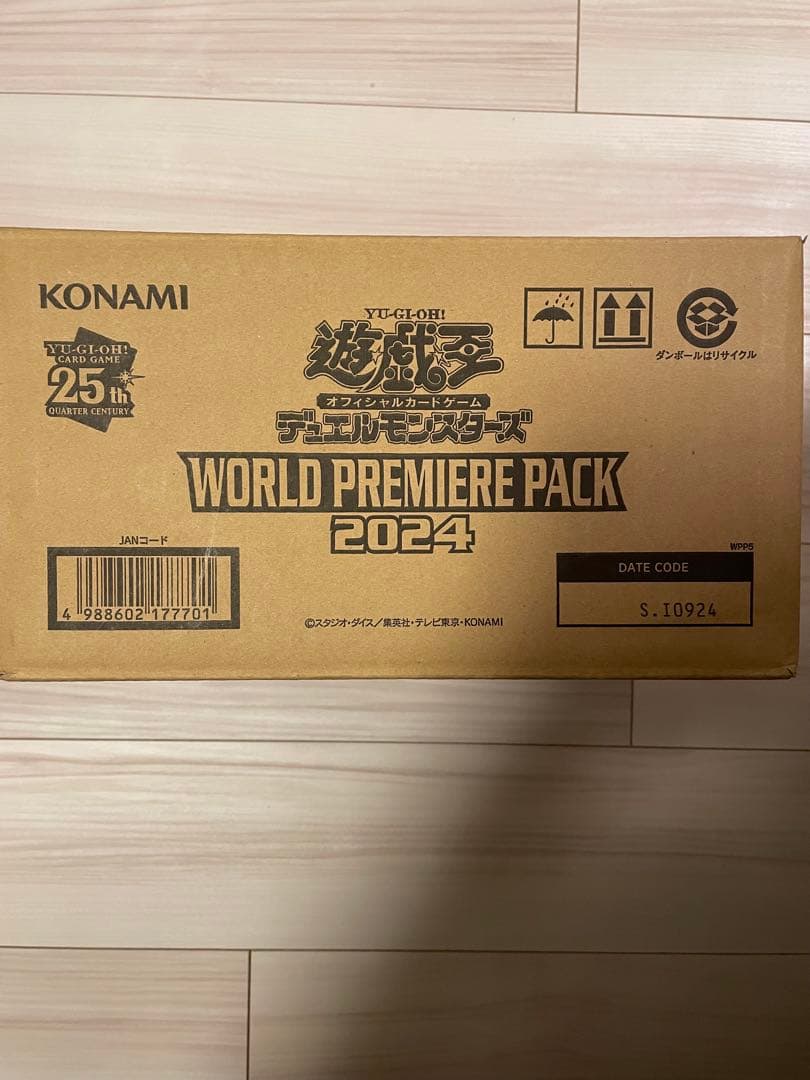 KONAMI
YU-GI-OH!
CARD GAME
25th
QUARTER CENTURY
YU-GI-OH!
遊戯王
オフィシャルカードゲーム
デュエルモンスターズ
WORLD PREMIERE PACK
2024
ダンボールはリサイクル
JANコード
4 988602 177701
©スタジオ・ダイス／集英社・テレビ東京・KONAMI
WPP5
DATE CODE
S.I0924